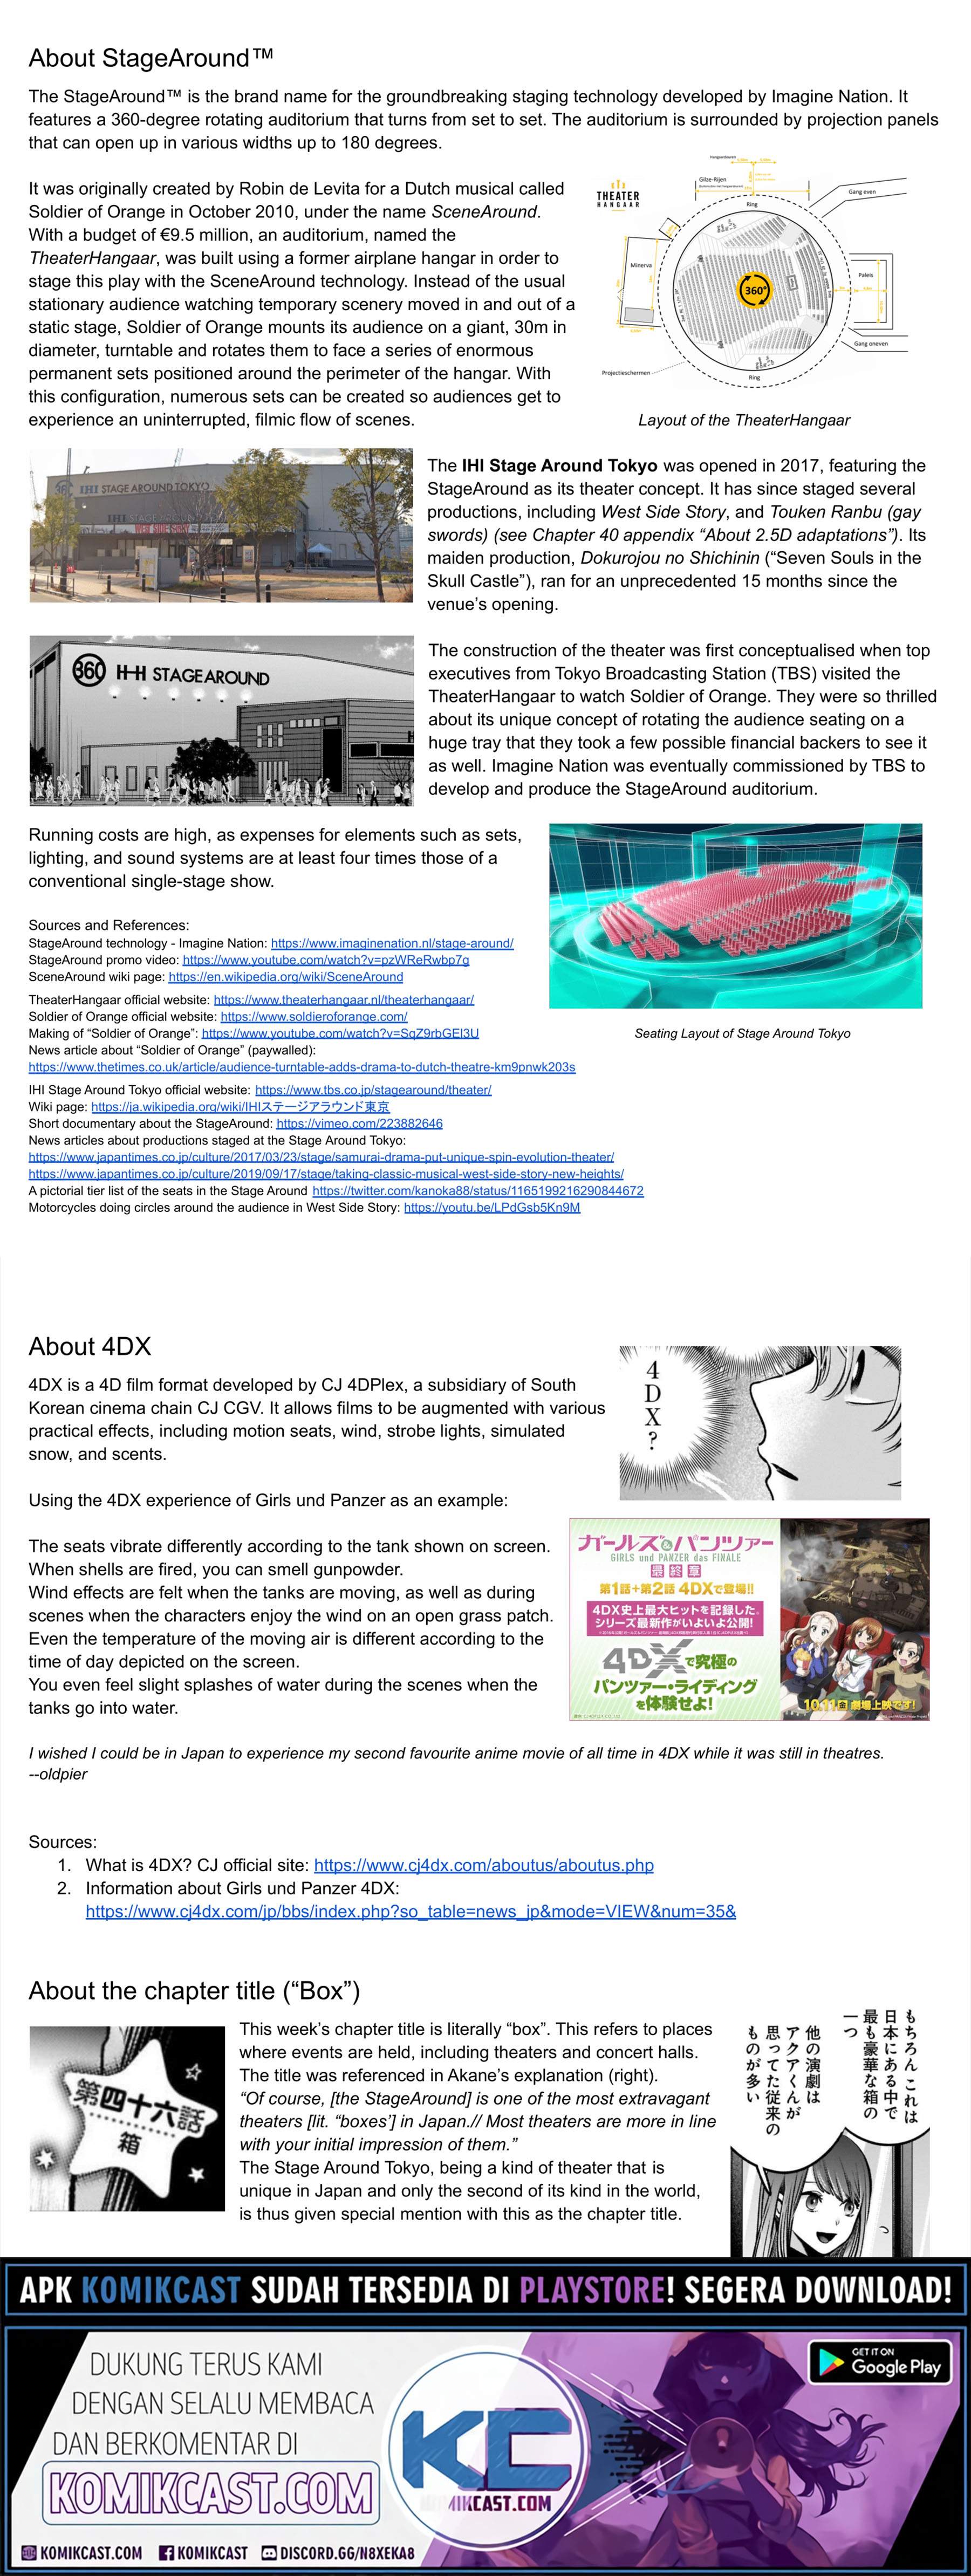 About StageAround™
The StageAround™ is the brand name for the groundbreaking staging technology developed by Imagine Nation. It
features a 360-degree rotating auditorium that turns from set to set. The auditorium is surrounded by projection panels
that can open up in various widths up to 180 degrees.
It was originally created by Robin de Levita for a Dutch musical called
Soldier of Orange in October 2010, under the name SceneAround.
With a budget of €9.5 million, an auditorium, named the
TheaterHangaar, was built using a former airplane hangar in order to
stage this play with the SceneAround technology. Instead of the usual
stationary audience watching temporary scenery moved in and out of a
static stage, Soldier of Orange mounts its audience on a giant, 30m in
diameter, turntable and rotates them to face a series of enormous
permanent sets positioned around the perimeter of the hangar. With
this configuration, numerous sets can be created so audiences get to
experience an uninterrupted, filmic flow of scenes.
THEATER
HANGAAR
Gilze-Rijen
Gang even
Ring
Minerva
360°
Paleis
Gang oneven
Projectieschermen
Ring
Layout of the TheaterHangaar
360 IHI STAGE AROUND TOKYO
The IHI Stage Around Tokyo was opened in 2017, featuring the
StageAround as its theater concept. It has since staged several
productions, including West Side Story, and Touken Ranbu (gay
swords) (see Chapter 40 appendix “About 2.5D adaptations”). Its
maiden production, Dokurojou no Shichinin (“Seven Souls in the
Skull Castle”), ran for an unprecedented 15 months since the
venue’s opening.
360 H-H STAGE AROUND
The construction of the theater was first conceptualised when top
executives from Tokyo Broadcasting Station (TBS) visited the
TheaterHangaar to watch Soldier of Orange. They were so thrilled
about its unique concept of rotating the audience seating on a
huge tray that they took a few possible financial backers to see it
as well. Imagine Nation was eventually commissioned by TBS to
develop and produce the StageAround auditorium.
Running costs are high, as expenses for elements such as sets,
lighting, and sound systems are at least four times those of a
conventional single-stage show.
Seating Layout of Stage Around Tokyo
Sources and References:
StageAround technology - Imagine Nation: https://www.imaginenation.nl/stage-around/
StageAround promo video: https://www.youtube.com/watch?v=pzWReRwbp7g
SceneAround wiki page: https://en.wikipedia.org/wiki/SceneAround
TheaterHangaar official website: https://www.theaterhangaar.nl/theaterhangaar/
Soldier of Orange official website: https://www.soldieroforange.com/
Making of “Soldier of Orange”: https://www.youtube.com/watch?v=SqZ9rbGEI3U
News article about “Soldier of Orange” (paywalled):
https://www.thetimes.co.uk/article/audience-turntable-adds-drama-to-dutch-theatre-km9pnwk203s
IHI Stage Around Tokyo official website: https://www.tbs.co.jp/stagearound/theater/
Wiki page: https://ja.wikipedia.org/wiki/IHIステージアラウンド東京
Short documentary about the StageAround: https://vimeo.com/223882646
News articles about productions staged at the Stage Around Tokyo:
https://www.japantimes.co.jp/culture/2017/03/23/stage/samurai-drama-put-unique-spin-evolution-theater/
https://www.japantimes.co.jp/culture/2019/09/17/stage/taking-classic-musical-west-side-story-new-heights/
A pictorial tier list of the seats in the Stage Around https://twitter.com/kanoka88/status/1165199216290844672
Motorcycles doing circles around the audience in West Side Story: https://youtu.be/LPdGsb5Kn9M
About 4DX
4DX is a 4D film format developed by CJ 4DPlex, a subsidiary of South
Korean cinema chain CJ CGV. It allows films to be augmented with various
practical effects, including motion seats, wind, strobe lights, simulated
snow, and scents.
4DX?
Using the 4DX experience of Girls und Panzer as an example:
The seats vibrate differently according to the tank shown on screen.
When shells are fired, you can smell gunpowder.
Wind effects are felt when the tanks are moving, as well as during
scenes when the characters enjoy the wind on an open grass patch.
Even the temperature of the moving air is different according to the
time of day depicted on the screen.
You even feel slight splashes of water during the scenes when the
tanks go into water.
ガールズ&パンツァー
GIRLS und PANZER das FINALE
最終章
第1話+第2話 4DXで登場!!
4DX史上最大ヒットを記録した、
シリーズ最新作がいよいよ公開!
4DXで究極の
パンツァー・ライディング
を体験せよ!
10.11金 劇場上映です!
I wished I could be in Japan to experience my second favourite anime movie of all time in 4DX while it was still in theatres.
--oldpier
Sources:
1. What is 4DX? CJ official site: https://www.cj4dx.com/aboutus/aboutus.php
2. Information about Girls und Panzer 4DX:
https://www.cj4dx.com/jp/bbs/index.php?so_table=news_jp&mode=VIEW&num=35&
About the chapter title (“Box”)
第四十六話
箱
This week’s chapter title is literally “box”. This refers to places
where events are held, including theaters and concert halls.
The title was referenced in Akane’s explanation (right).
“Of course, [the StageAround] is one of the most extravagant
theaters [lit. “boxes’] in Japan.// Most theaters are more in line
with your initial impression of them.”
The Stage Around Tokyo, being a kind of theater that is
unique in Japan and only the second of its kind in the world,
is thus given special mention with this as the chapter title.
もちろんこれは
日本にある中で
最も豪華な箱の
一つ
他の演劇は
アクアくんが
思ってた従来の
ものが多い
APK KOMIKCAST SUDAH TERSEDIA DI PLAYSTORE! SEGERA DOWNLOAD!
DUKUNG TERUS KAMI
DENGAN SELALU MEMBACA
DAN BERKOMENTAR DI
KOMIKCAST.COM
KOMIKCAST.COM
KOMIKCAST
DISCORD.GG/N8XEKA8
KC
KOMIKCAST.COM
GET IT ON
Google Play